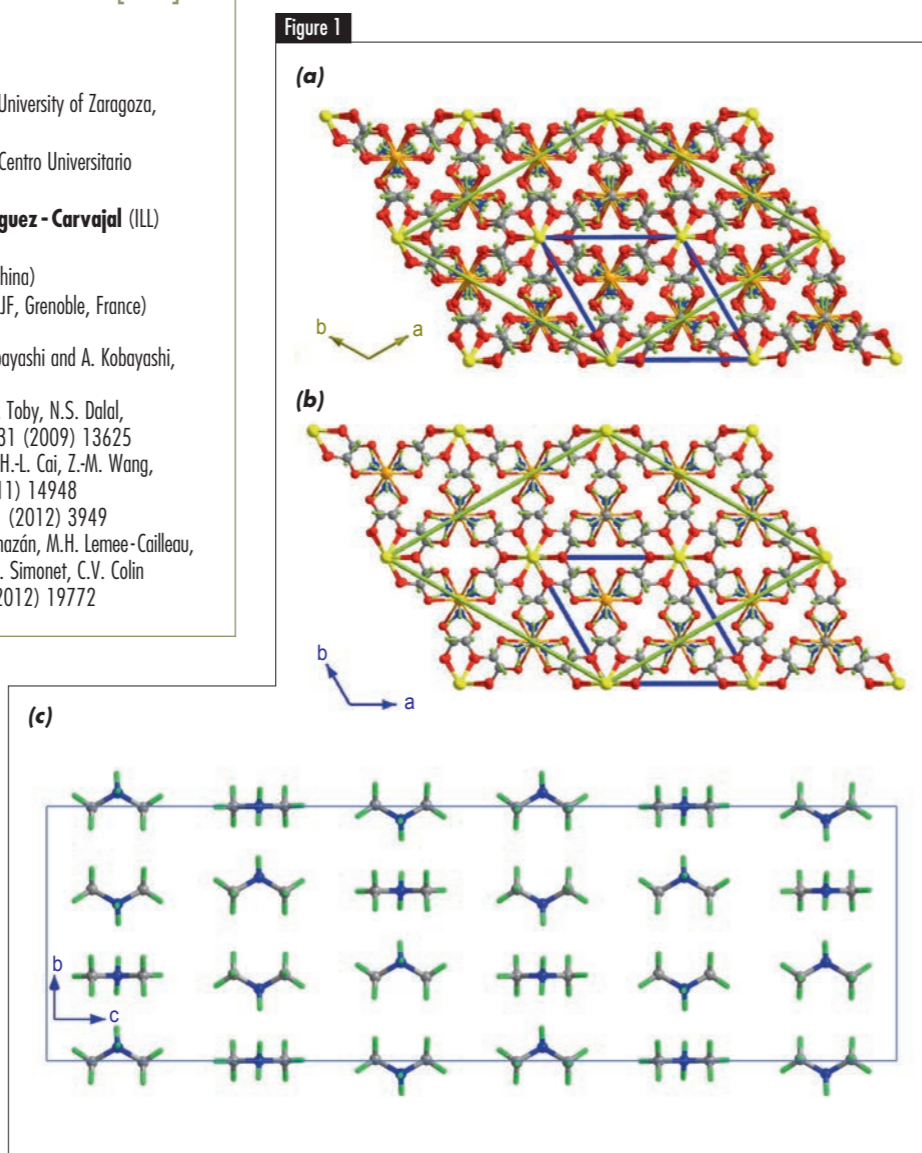 University of Zaragoza,
Centro Universitario
guez - Carvajal (ILL)
hina)
JF, Grenoble, France)
bayashi and A. Kobayashi,
Toby, N.S. Dalal,
31 (2009) 13625
H.-L. Cai, Z.-M. Wang,
11) 14948
(2012) 3949
nazán, M.H. Lemee-Cailleau,
. Simonet, C.V. Colin
2012) 19772
Figure 1
(a)
b
a
(b)
b
a
(c)
b
c